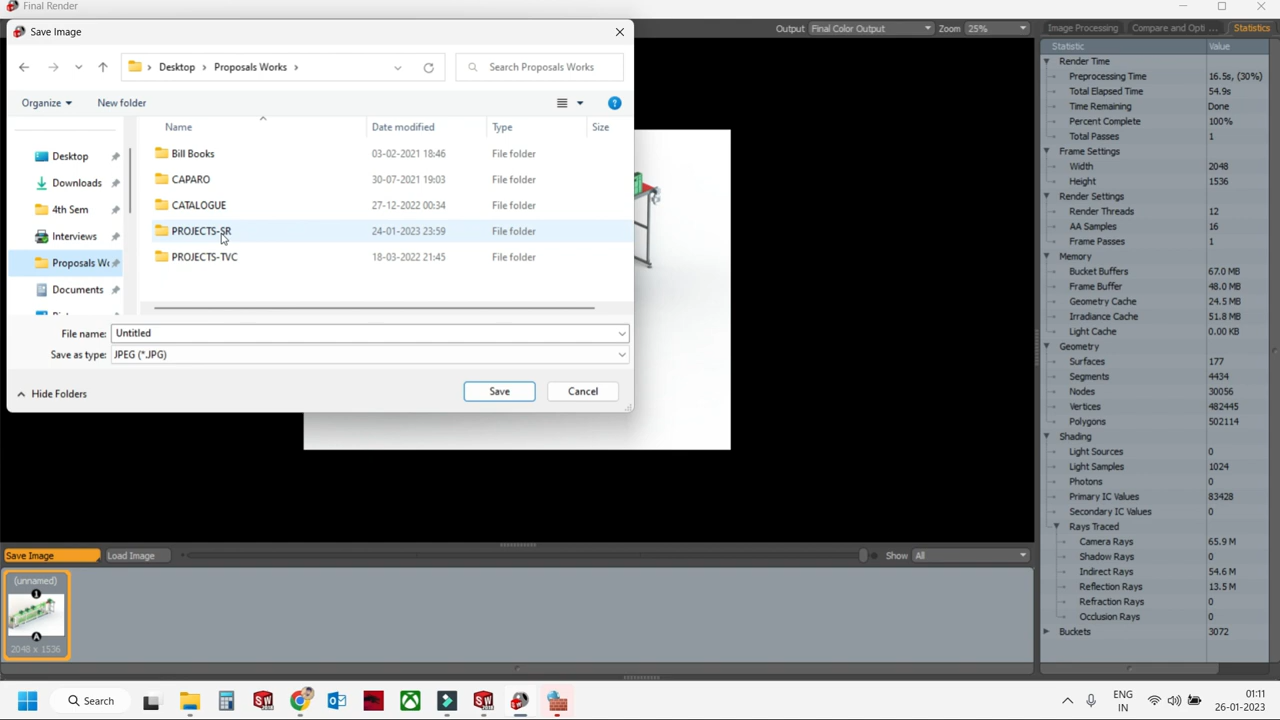 Final Render
Save Image
Output Final Color Output Zoom 25% Image Processing Compare and Opti ... Statistics
Desktop Proposals Works Search Proposals Works
Organize New folder
Name Date modified Type Size
Desktop
Downloads
4th Sem
Interviews
Proposals Wo
Documents
Bill Books 03-02-2021 18:46 File folder
CAPARO 30-07-2021 19:03 File folder
CATALOGUE 27-12-2022 00:34 File folder
PROJECTS-SR 24-01-2023 23:59 File folder
PROJECTS-TVC 18-03-2022 21:45 File folder
File name: Untitled
Save as type: JPEG (*.JPG)
Hide Folders Save Cancel
Statistic Value
Render Time
Preprocessing Time 16.5s, (30%)
Total Elapsed Time 54.9s
Time Remaining Done
Percent Complete 100%
Total Passes 1
Frame Settings
Width 2048
Height 1536
Render Settings
Render Threads 12
AA Samples 16
Frame Passes 1
Memory
Bucket Buffers 67.0 MB
Frame Buffer 48.0 MB
Geometry Cache 24.5 MB
Irradiance Cache 51.8 MB
Light Cache 0.00 KB
Geometry
Surfaces 177
Segments 4434
Nodes 30056
Vertices 482445
Polygons 502114
Shading
Light Sources 0
Light Samples 1024
Photons 0
Primary IC Values 83428
Secondary IC Values 0
Rays Traced
Camera Rays 65.9 M
Shadow Rays 0
Indirect Rays 54.6 M
Reflection Rays 13.5 M
Refraction Rays 0
Occlusion Rays 0
Buckets 3072
Save Image Load Image Show All
(unnamed)
1
A
2048 x 1536
Search
ENG
IN
01:11
26-01-2023